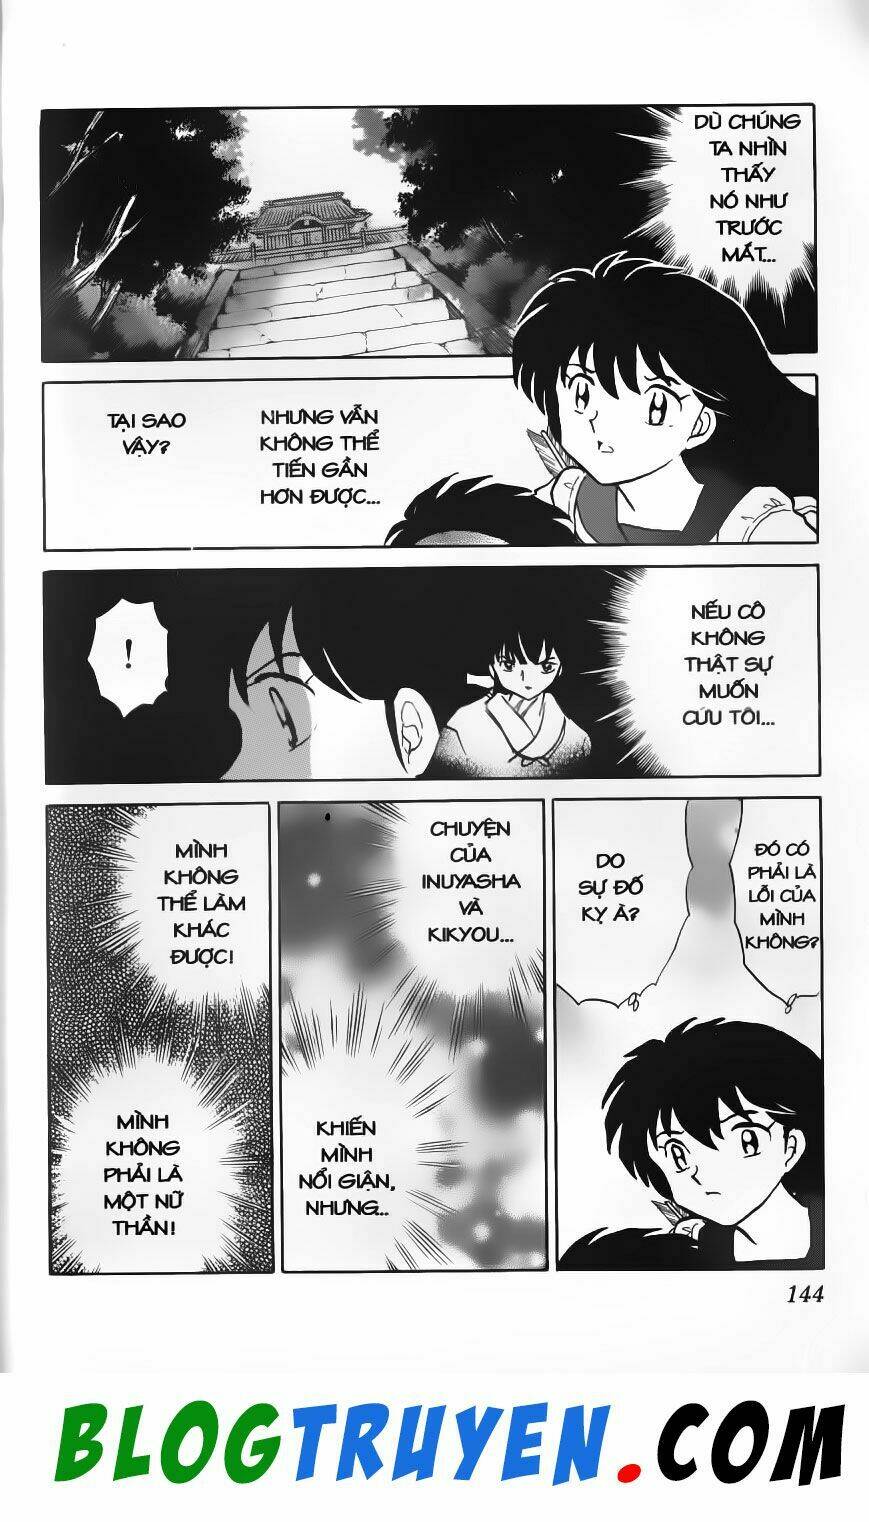 DÙ CHÚNG
TA NHÌN
THẤY
NÓ NHƯ
TRƯỚC
MẮT...
NHƯNG VẪN
KHÔNG THỂ
TIẾN GẦN
HƠN ĐƯỢC...
TẠI SAO
VẬY?
NẾU CÔ
KHÔNG
THẬT SỰ
MUỐN
CỨU TÔI...
!
ĐÓ CÓ
PHẢI LÀ
LỖI CỦA
MÌNH
KHÔNG?
DO
SỰ ĐỐ
KỴ À?
CHUYỆN
CỦA
INUYASHA
VÀ
KIKYOU...
KHIẾN
MÌNH
NỔI GIẬN,
NHƯNG...
MÌNH
KHÔNG
THỂ LÀM
KHÁC
ĐƯỢC!
MÌNH
KHÔNG
PHẢI LÀ
MỘT NỮ
THẦN!
144
BLOGTRUYEN.COM